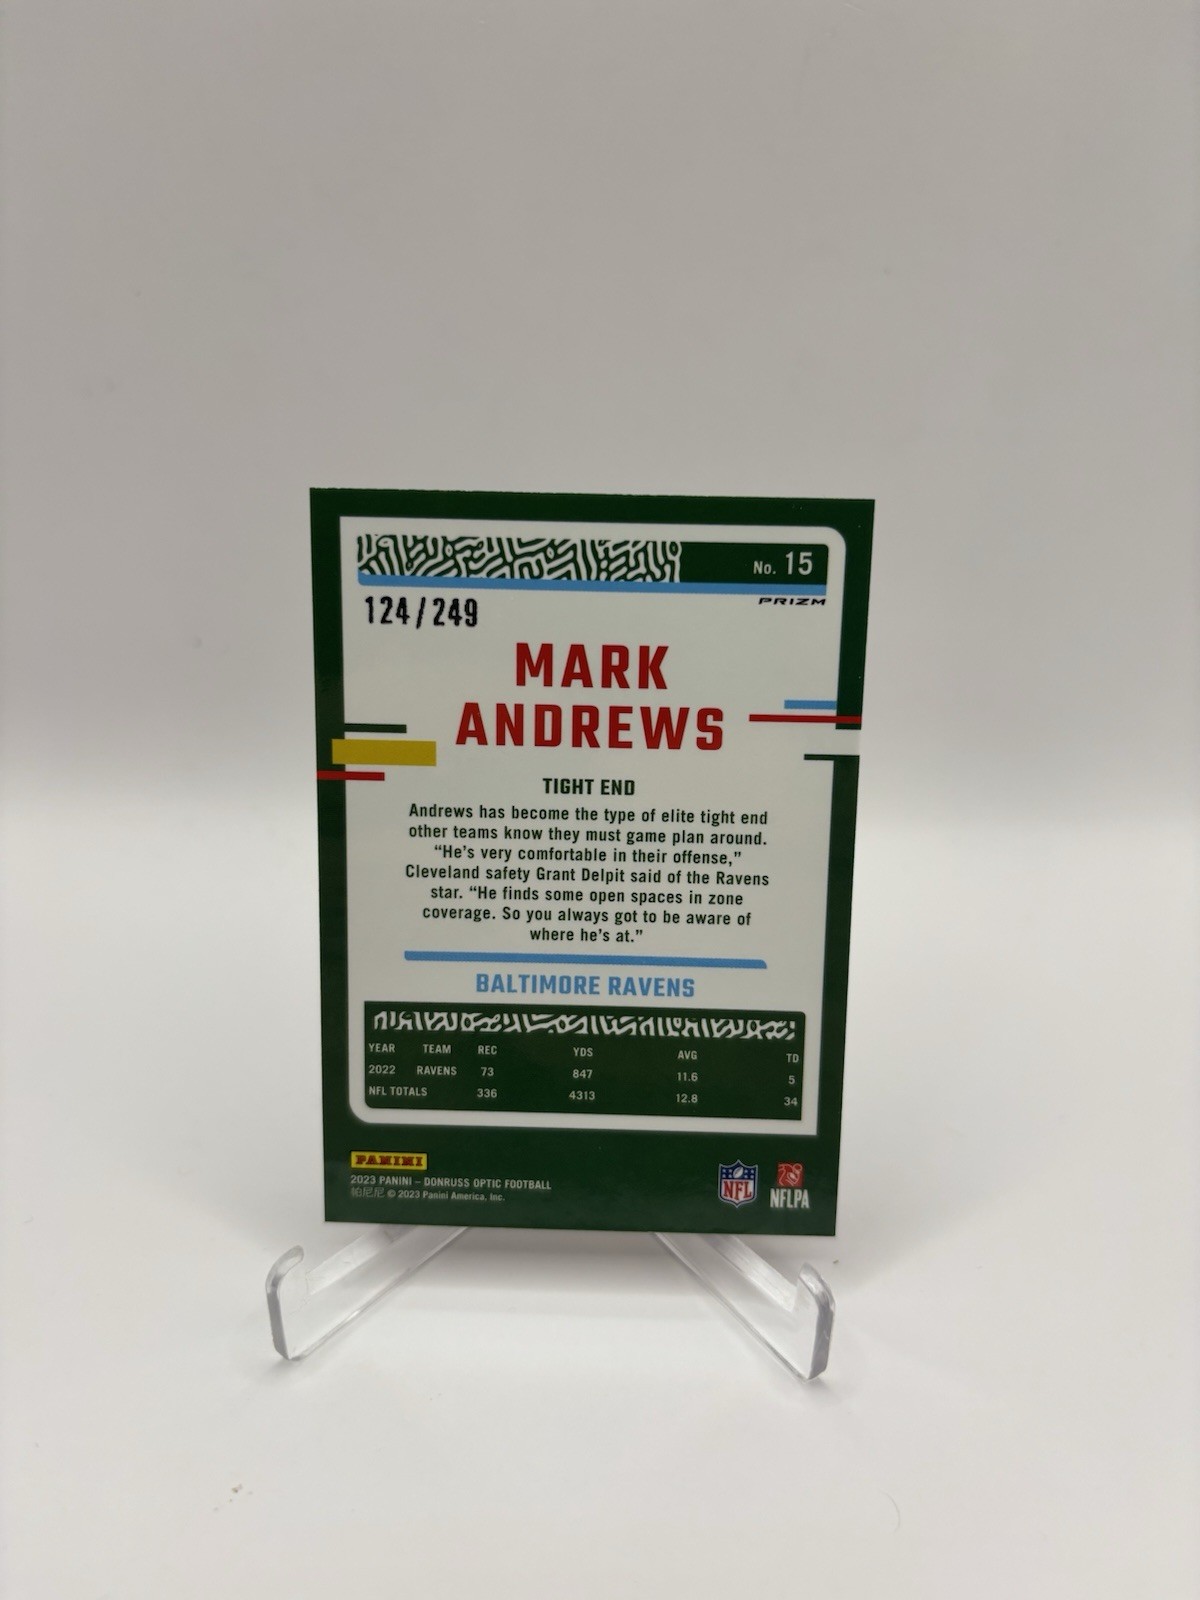 No. 15
PRIZM
124/249
MARK
ANDREWS
TIGHT END
Andrews has become the type of elite tight end
other teams know they must game plan around.
“He’s very comfortable in their offense,”
Cleveland safety Grant Delpit said of the Ravens
star. “He finds some open spaces in zone
coverage. So you always got to be aware of
where he’s at.”
BALTIMORE RAVENS
YEAR TEAM REC YDS AVG TD
2022 RAVENS 73 847 11.6 5
NFL TOTALS 336 4313 12.8 34
PANINI
2023 PANINI – DONRUSS OPTIC FOOTBALL
帕尼尼 © 2023 Panini America, Inc.
NFL
NFLPA